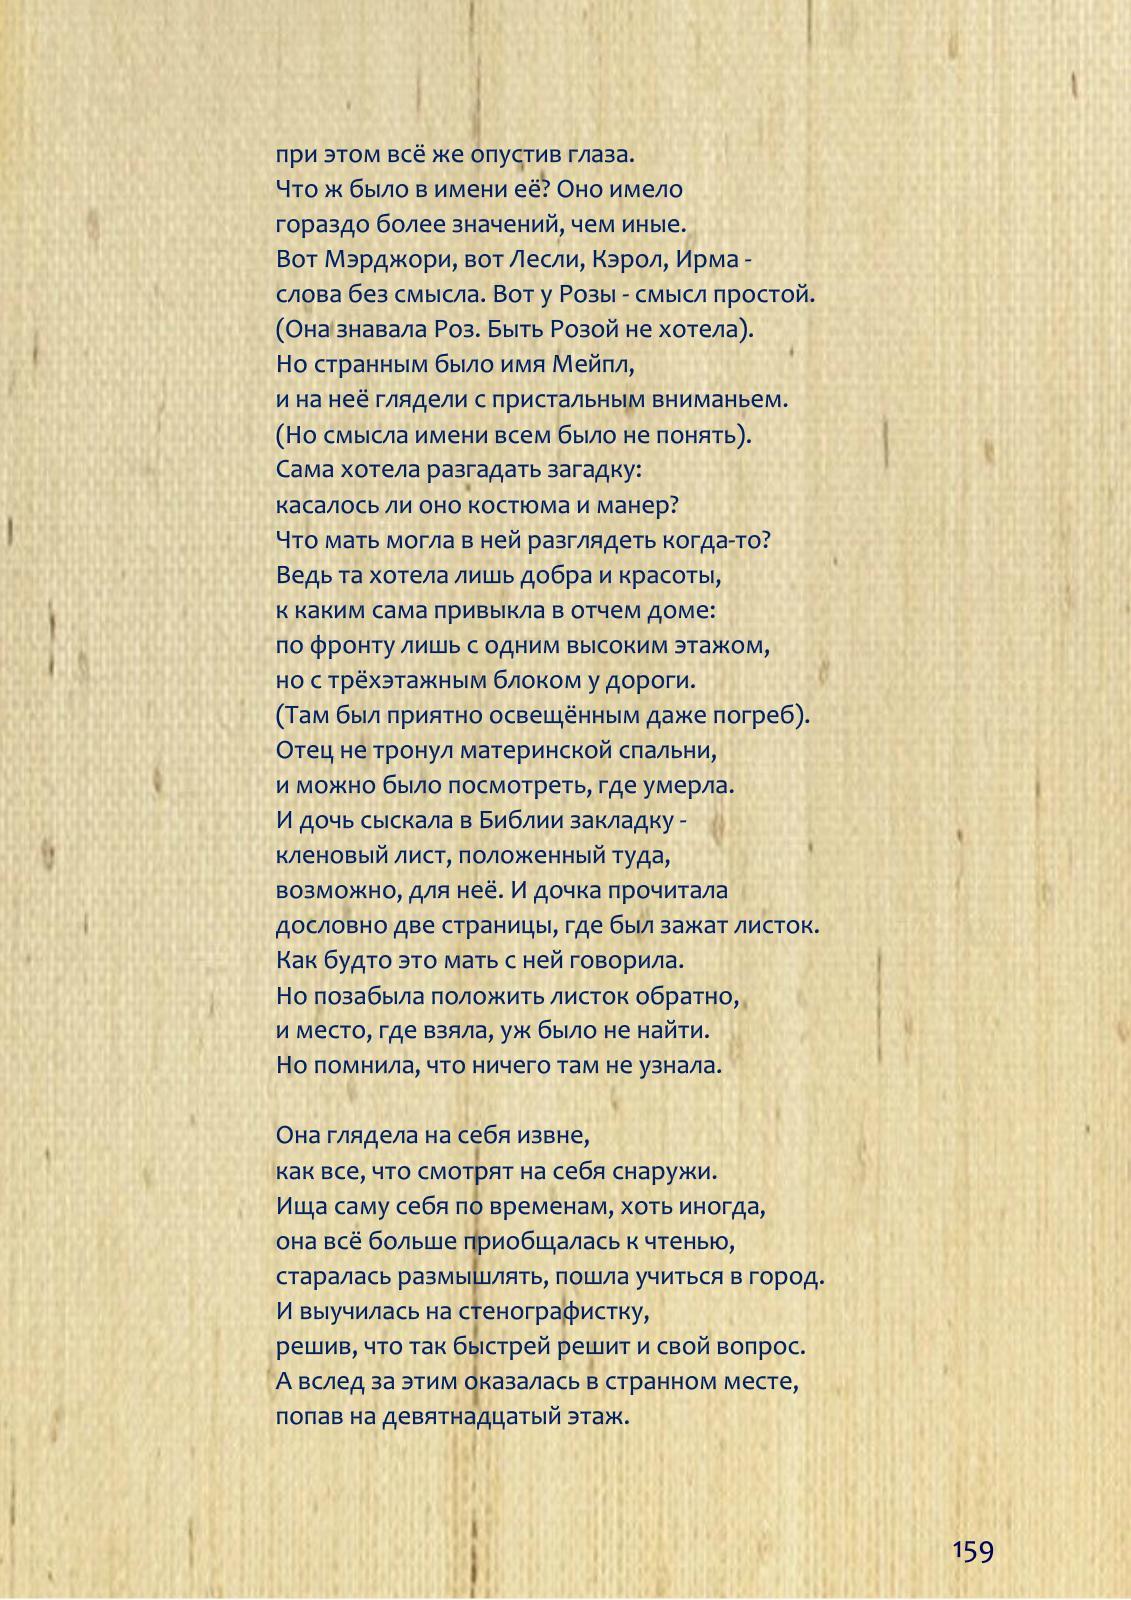 при этом всё же опустив глаза.
Что ж было в имени её? Оно имело
гораздо более значений, чем иные.
Вот Мэрджори, вот Лесли, Кэрол, Ирма -
слова без смысла. Вот у Розы - смысл простой.
(Она знавала Роз. Быть Розой не хотела).
Но странным было имя Мейпл,
и на неё глядели с пристальным вниманьем.
(Но смысла имени всем было не понять).
Сама хотела разгадать загадку:
касалось ли оно костюма и манер?
Что мать могла в ней разглядеть когда-то?
Ведь та хотела лишь добра и красоты,
к каким сама привыкла в отчем доме:
по фронту лишь с одним высоким этажом,
но с трёхэтажным блоком у дороги.
(Там был приятно освещённым даже погреб).
Отец не тронул материнской спальни,
и можно было посмотреть, где умерла.
И дочь сыскала в Библии закладку -
кленовый лист, положенный туда,
возможно, для неё. И дочка прочитала
дословно две страницы, где был зажат листок.
Как будто это мать с ней говорила.
Но позабыла положить листок обратно,
и место, где взяла, уж было не найти.
Но помнила, что ничего там не узнала.

Она глядела на себя извне,
как все, что смотрят на себя снаружи.
Ища саму себя по временам, хоть иногда,
она всё больше приобщалась к чтенью,
старалась размышлять, пошла учиться в город.
И выучилась на стенографистку,
решив, что так быстрей решит и свой вопрос.
А вслед за этим оказалась в странном месте,
попав на девятнадцатый этаж.
159